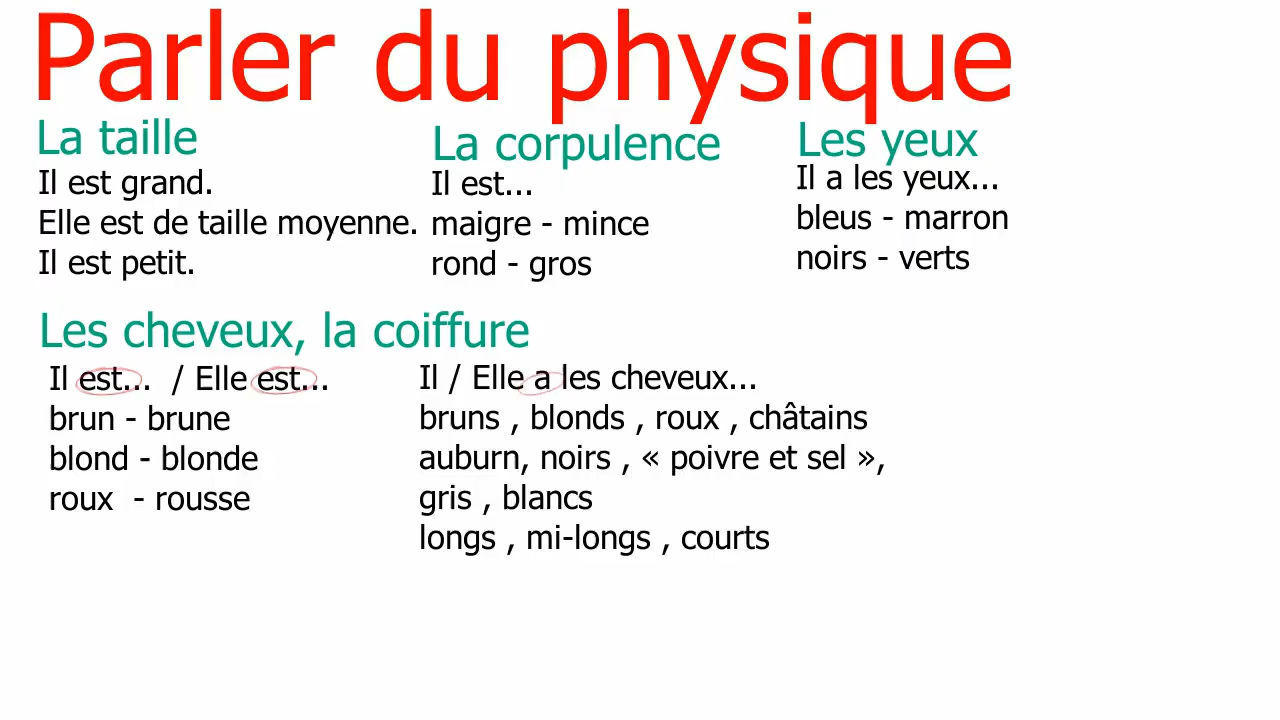 Parler du physique
La taille
Il est grand.
Elle est de taille moyenne.
Il est petit.
La corpulence
Il est...
maigre - mince
rond - gros
Les yeux
Il a les yeux...
bleus - marron
noirs - verts
Les cheveux, la coiffure
Il est... / Elle est...
brun - brune
blond - blonde
roux - rousse
Il / Elle a les cheveux...
bruns , blonds , roux , châtains
auburn, noirs , « poivre et sel »,
gris , blancs
longs , mi-longs , courts